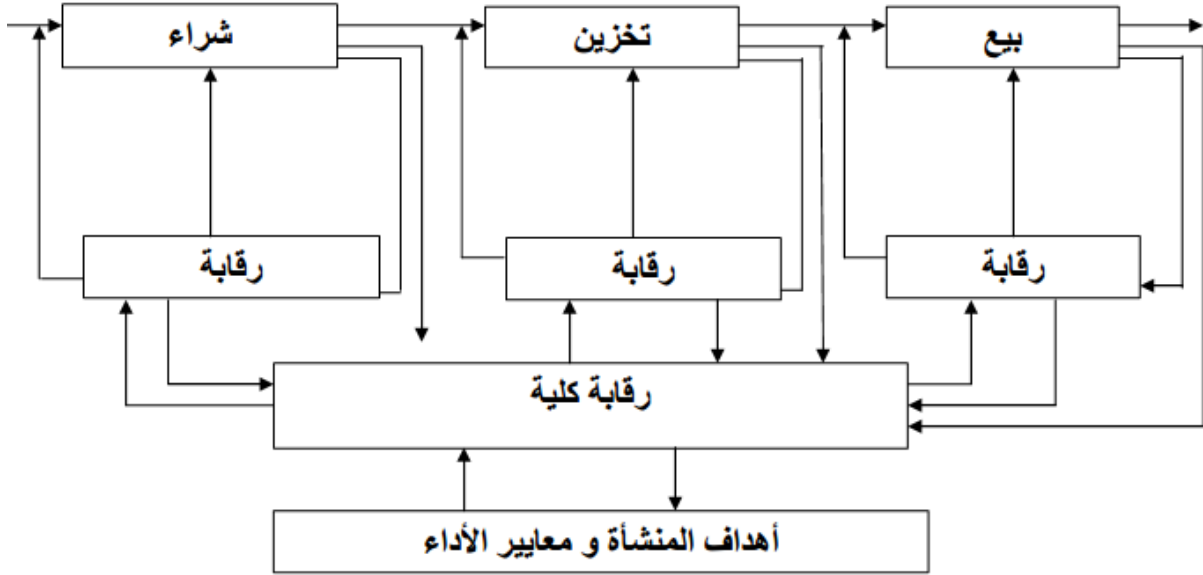 شراء
تخزين
بيع
رقابة
رقابة
رقابة
رقابة كلية
أهداف المنشأة و معايير الأداء